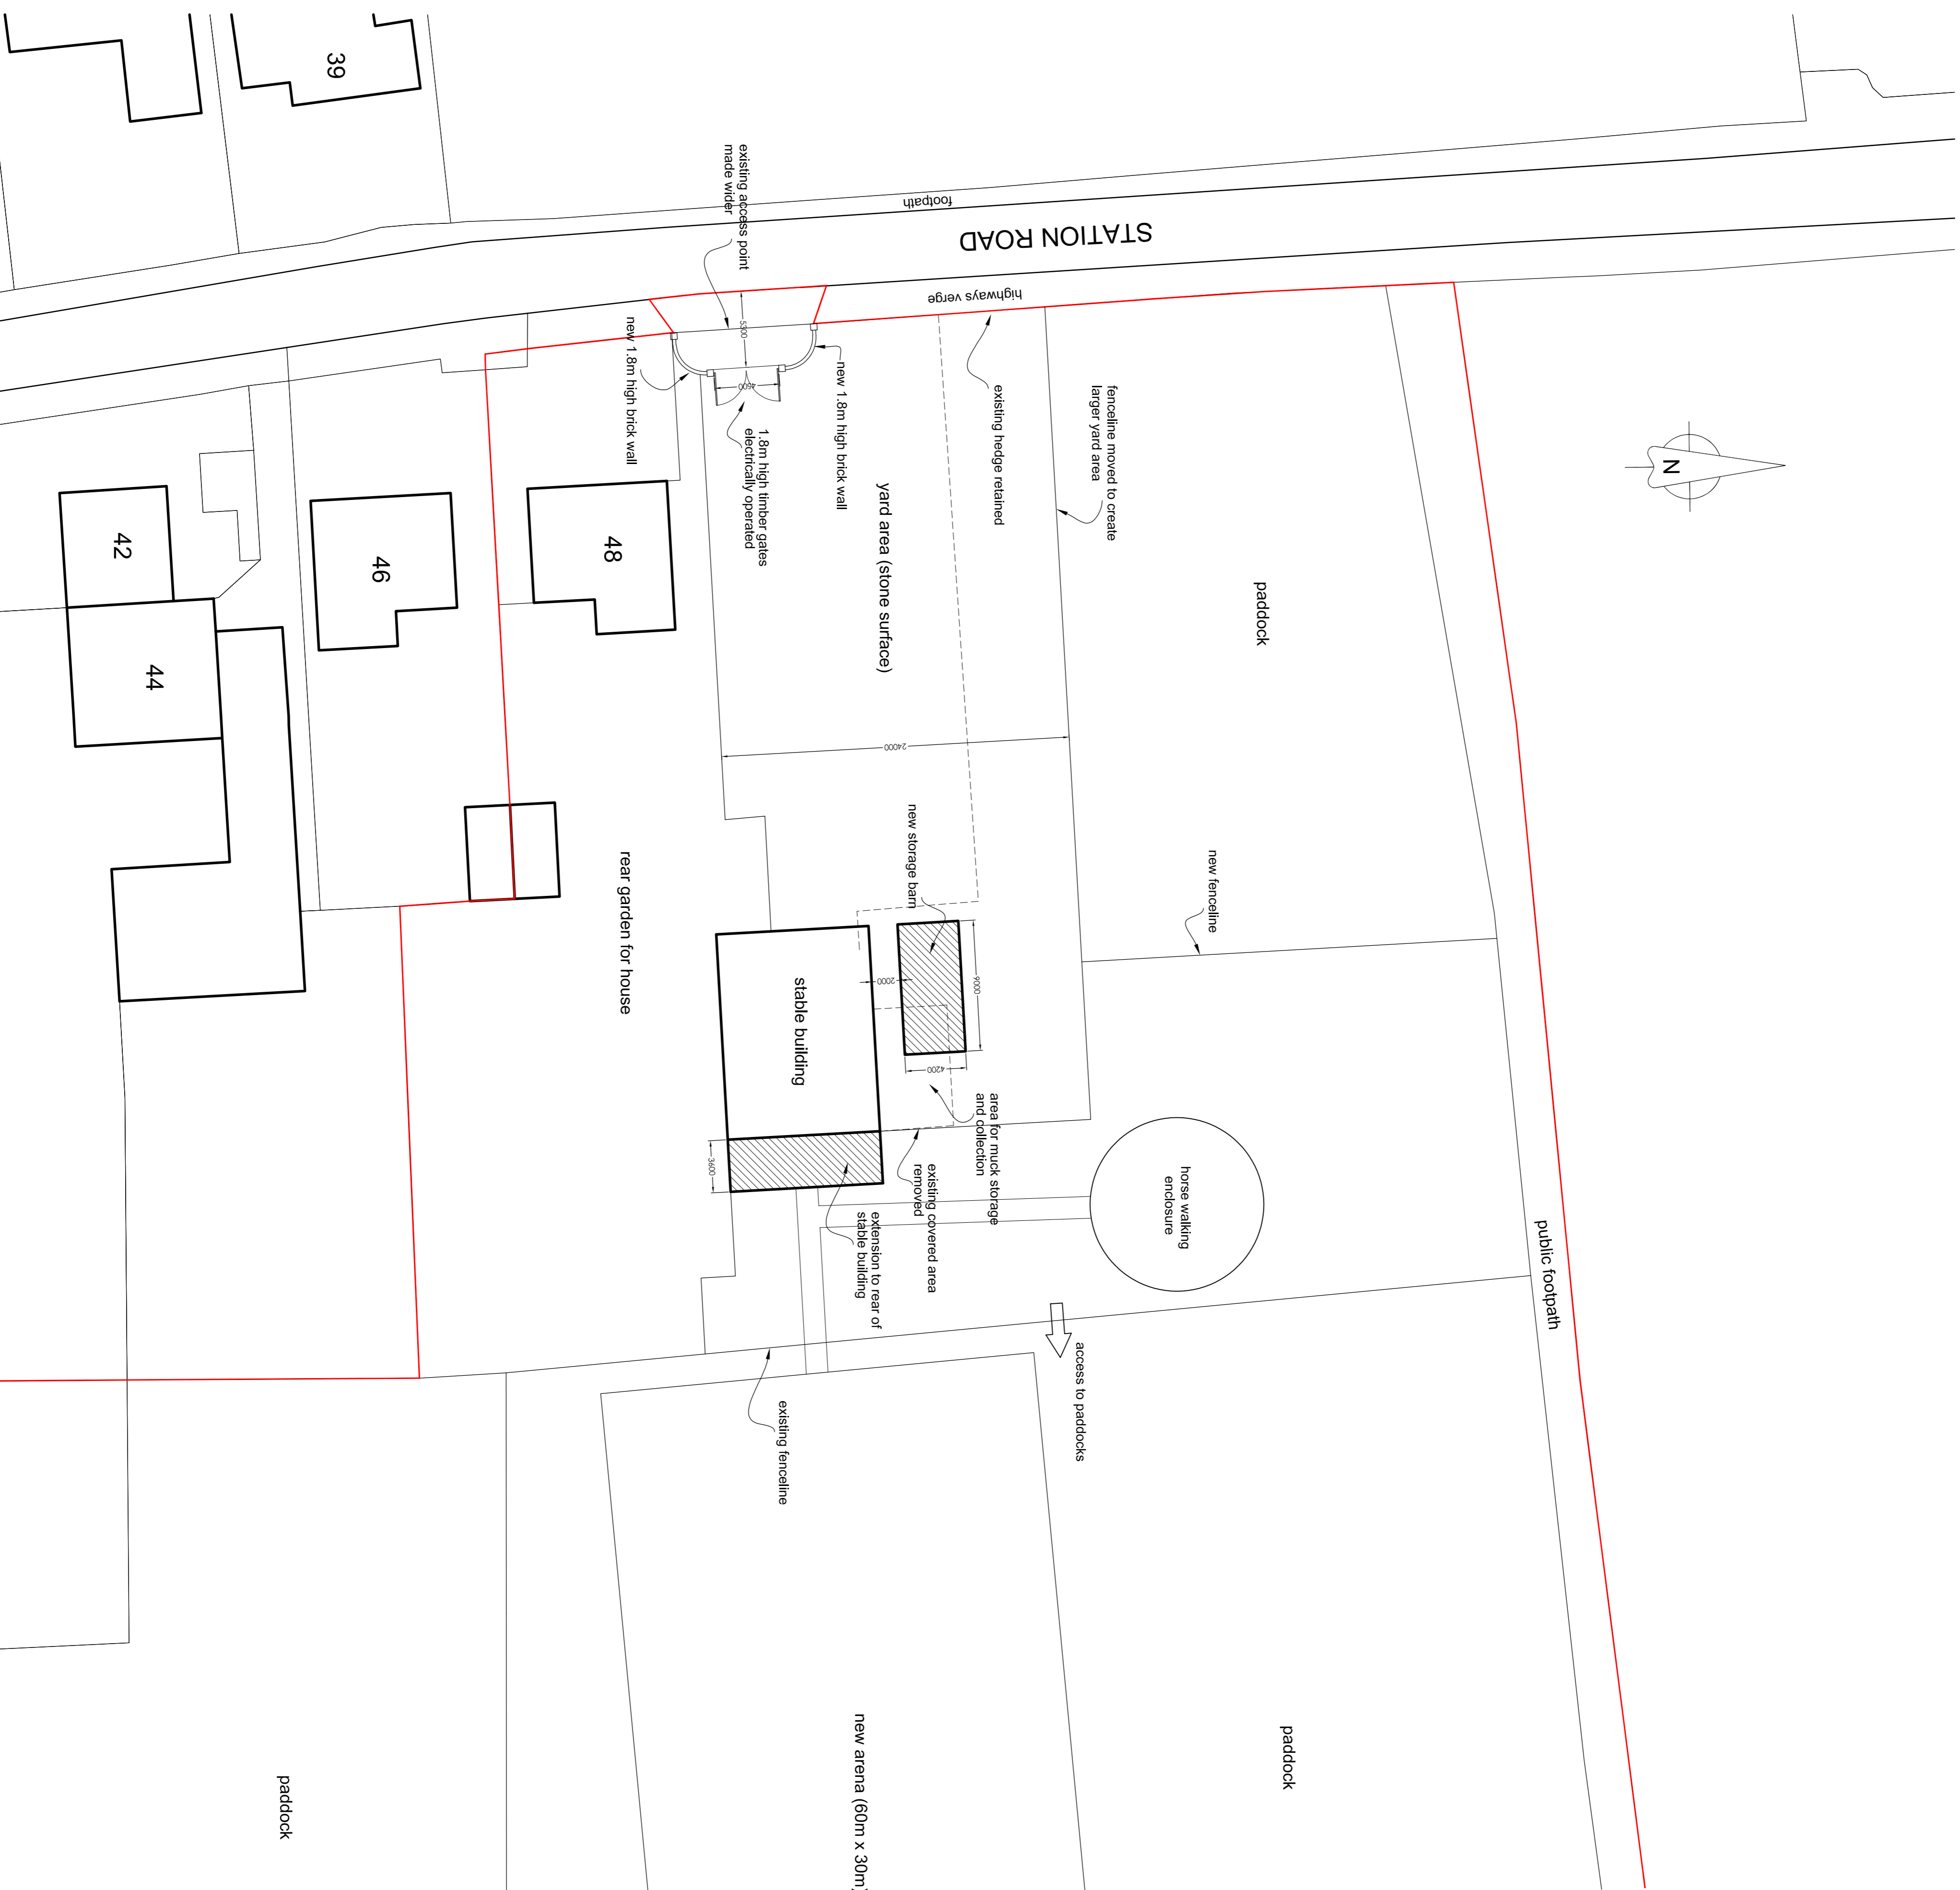 39
existing access point
made wider
footpath
STATION ROAD
highways verge
5300
4500
new 1.8m high brick wall
new 1.8m high brick wall
1.8m high timber gates
electrically operated
existing hedge retained
fenceline moved to create
larger yard area
N
42
44
46
48
yard area (stone surface)
paddock
24000
new storage barn
new fenceline
rear garden for house
stable building
2000
9000
4200
area for muck storage
and collection
existing covered area
removed
3600
extension to rear of
stable building
horse walking
enclosure
public footpath
access to paddocks
existing fenceline
new arena (60m x 30m)
paddock
paddock